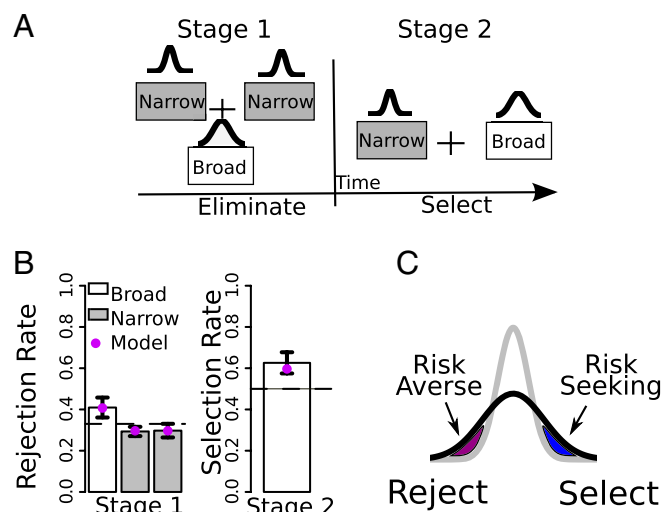 A
Stage 1
Stage 2
Narrow
Narrow
Broad
Narrow
Broad
Time
Eliminate
Select
B
Rejection Rate
0.0
0.2
0.4
0.6
0.8
1.0
Broad
Narrow
Model
Stage 1
Selection Rate
0.0
0.2
0.4
0.6
0.8
1.0
Stage 2
C
Risk
Averse
Risk
Seeking
Reject
Select